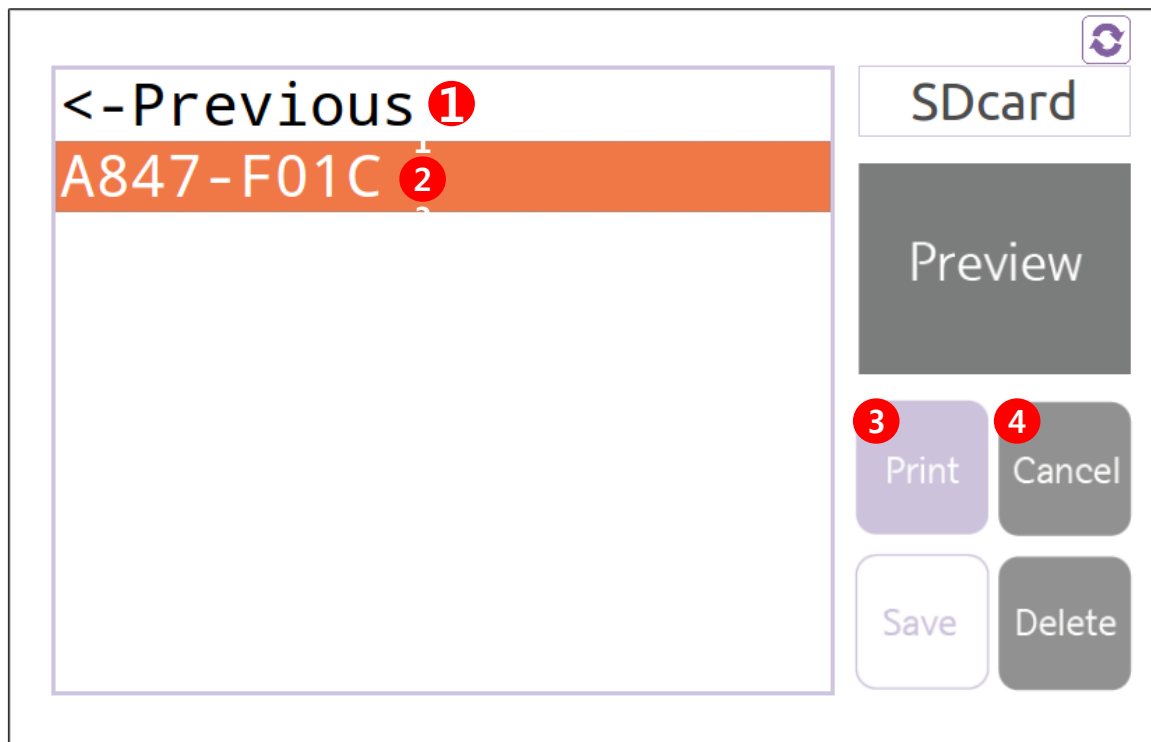 <-Previous 1
SDcard
A847-F01C 2
Preview
3 4
Print Cancel
Save Delete